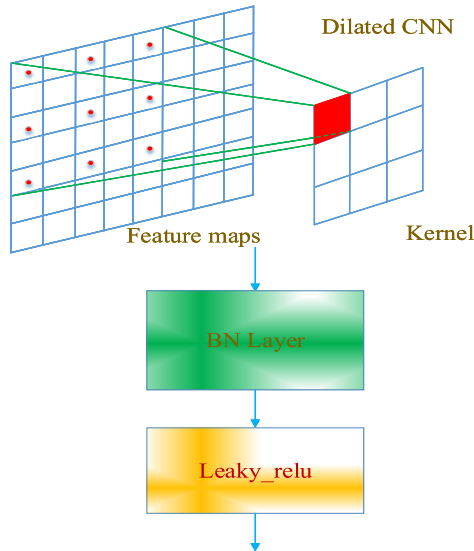 Dilated CNN
Kernel
Feature maps
BN Layer
Leaky_relu